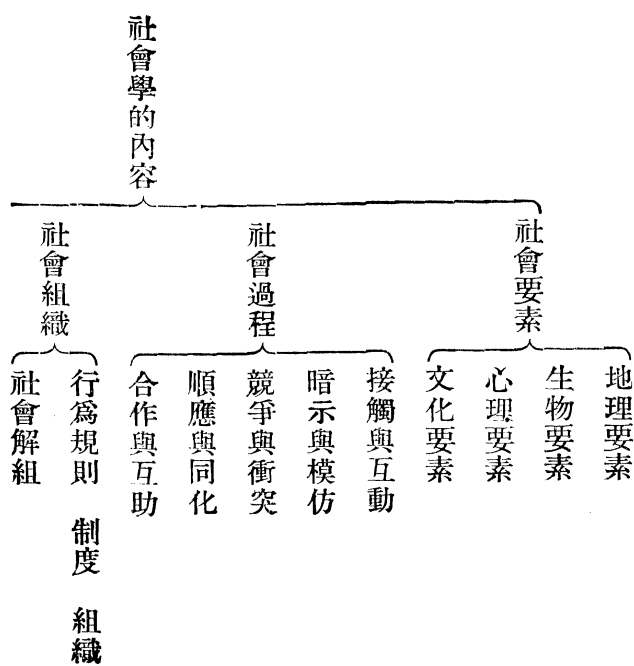 社會學的內容
社會要素
地理要素
生物要素
心理要素
文化要素
社會過程
接觸與互動
暗示與模仿
競爭與衝突
順應與同化
合作與互助
社會組織
行爲規則 制度 組織
社會解組